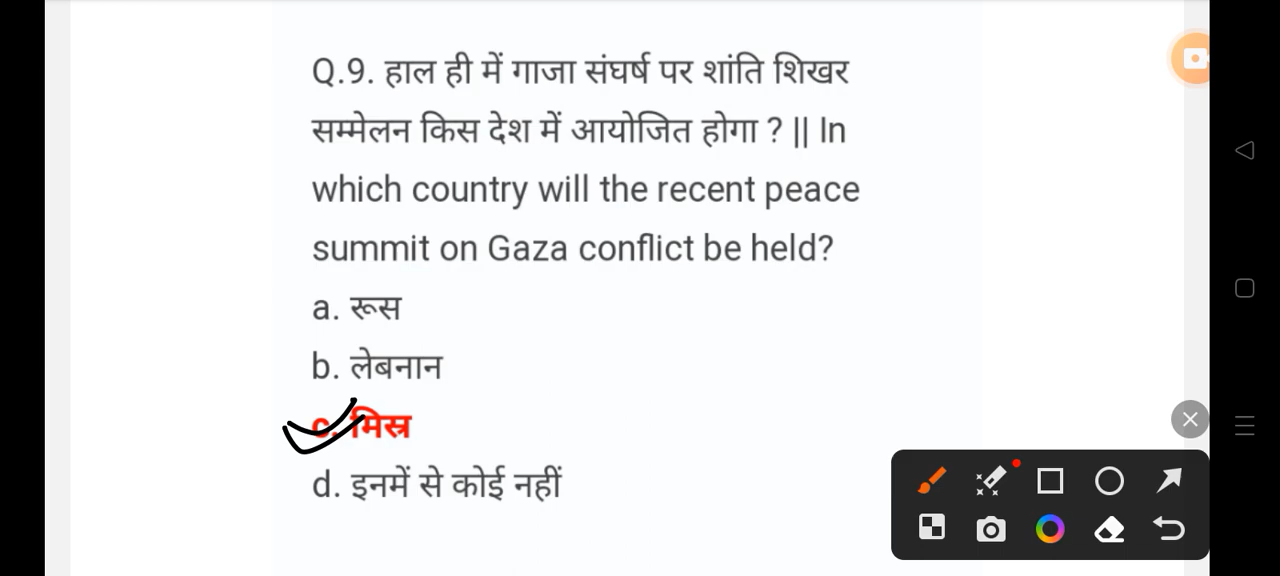 Q.9. हाल ही में गाजा संघर्ष पर शांति शिखर
सम्मेलन किस देश में आयोजित होगा ? || In
which country will the recent peace
summit on Gaza conflict be held?
a. रूस
b. लेबनान
c. मिस्र
d. इनमें से कोई नहीं